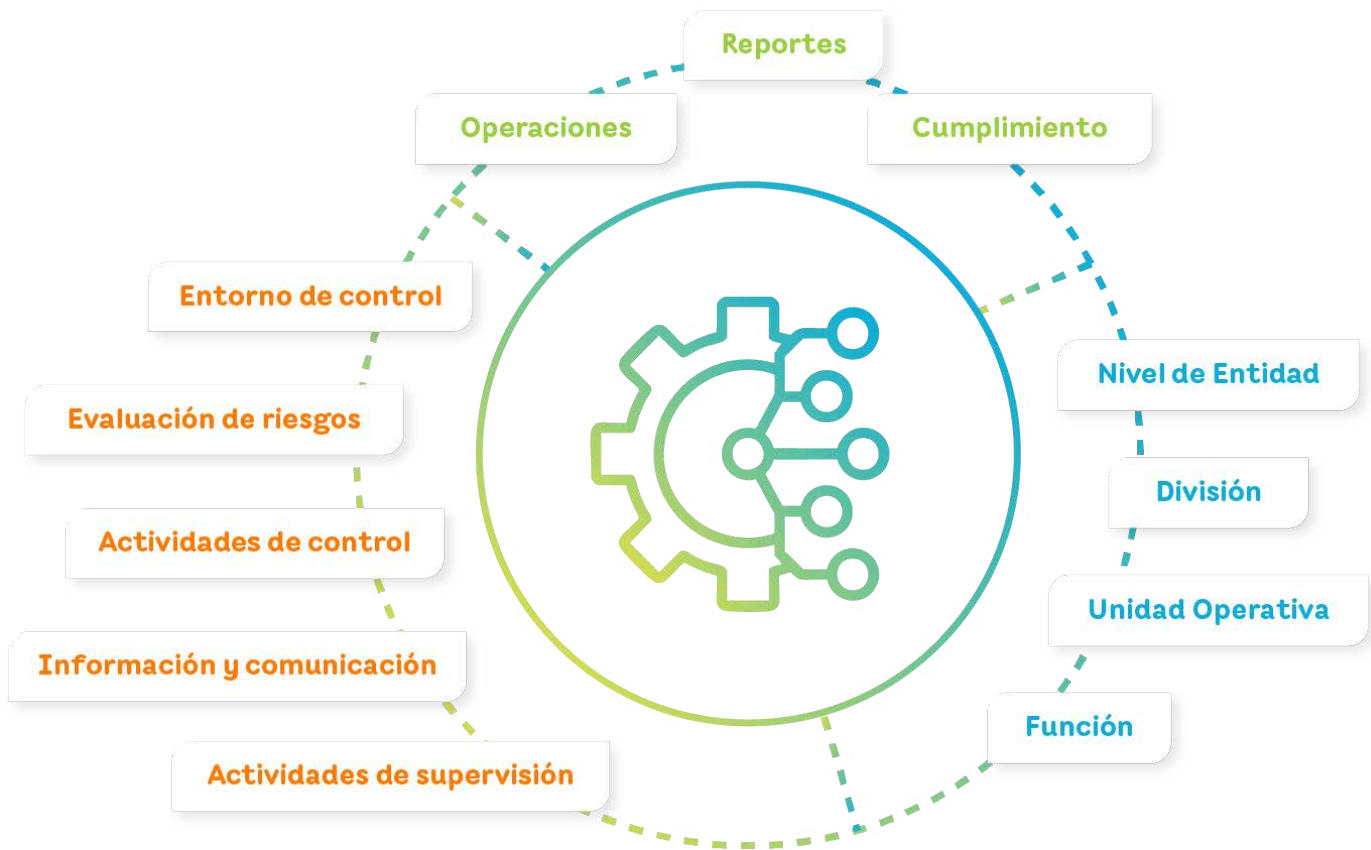 Reportes
Operaciones
Cumplimiento
Entorno de control
Evaluación de riesgos
Actividades de control
Información y comunicación
Actividades de supervisión
Nivel de Entidad
División
Unidad Operativa
Función